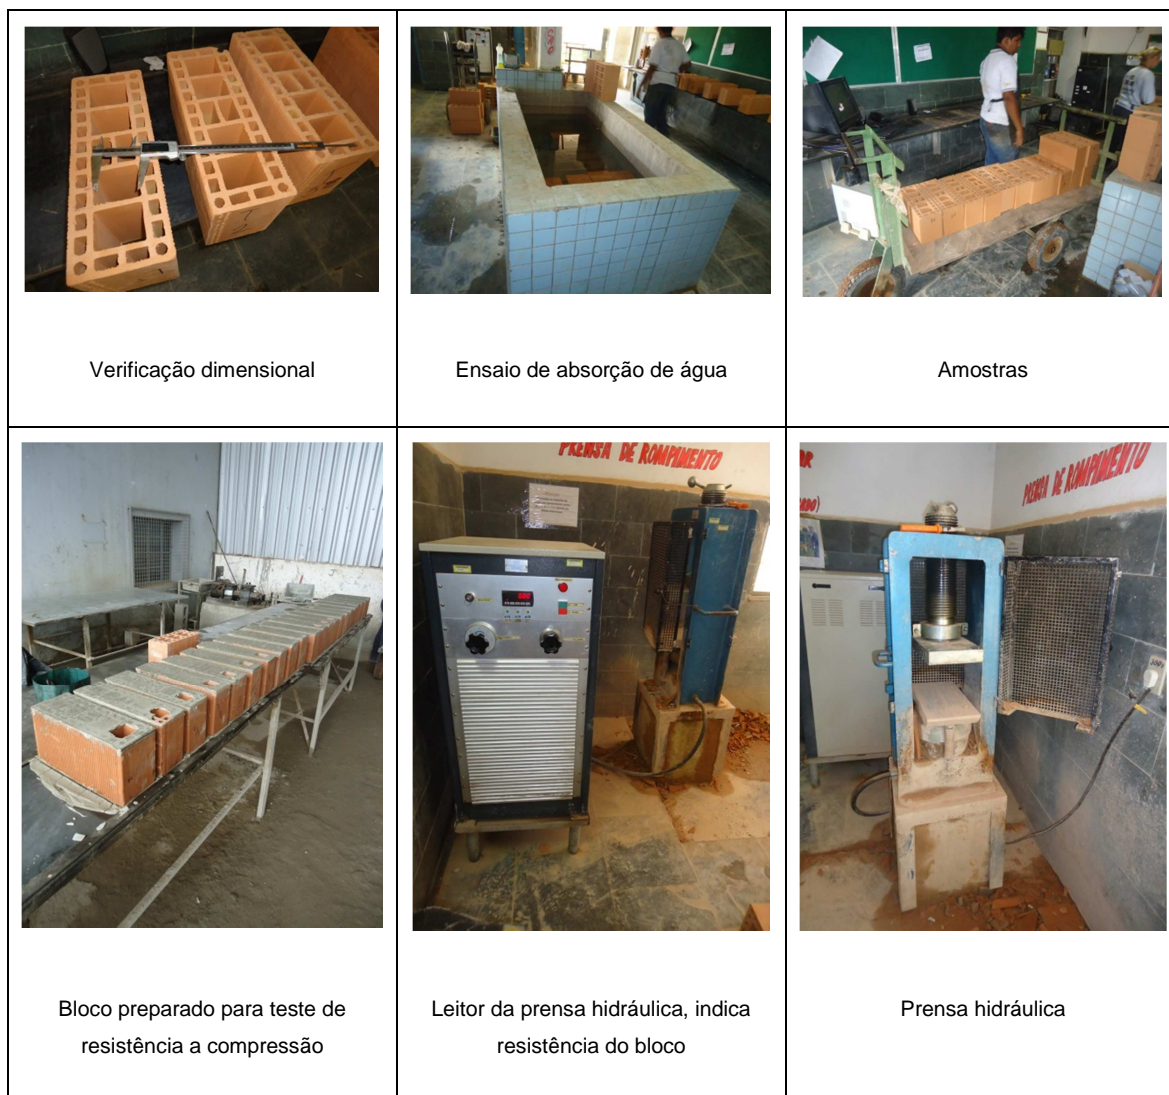 Verificação dimensional
Ensaio de absorção de água
Amostras
PRENSA DE ROMPIMENTO
PRENSA DE ROMPIMENTO
Bloco preparado para teste de
resistência a compressão
Leitor da prensa hidráulica, indica
resistência do bloco
Prensa hidráulica